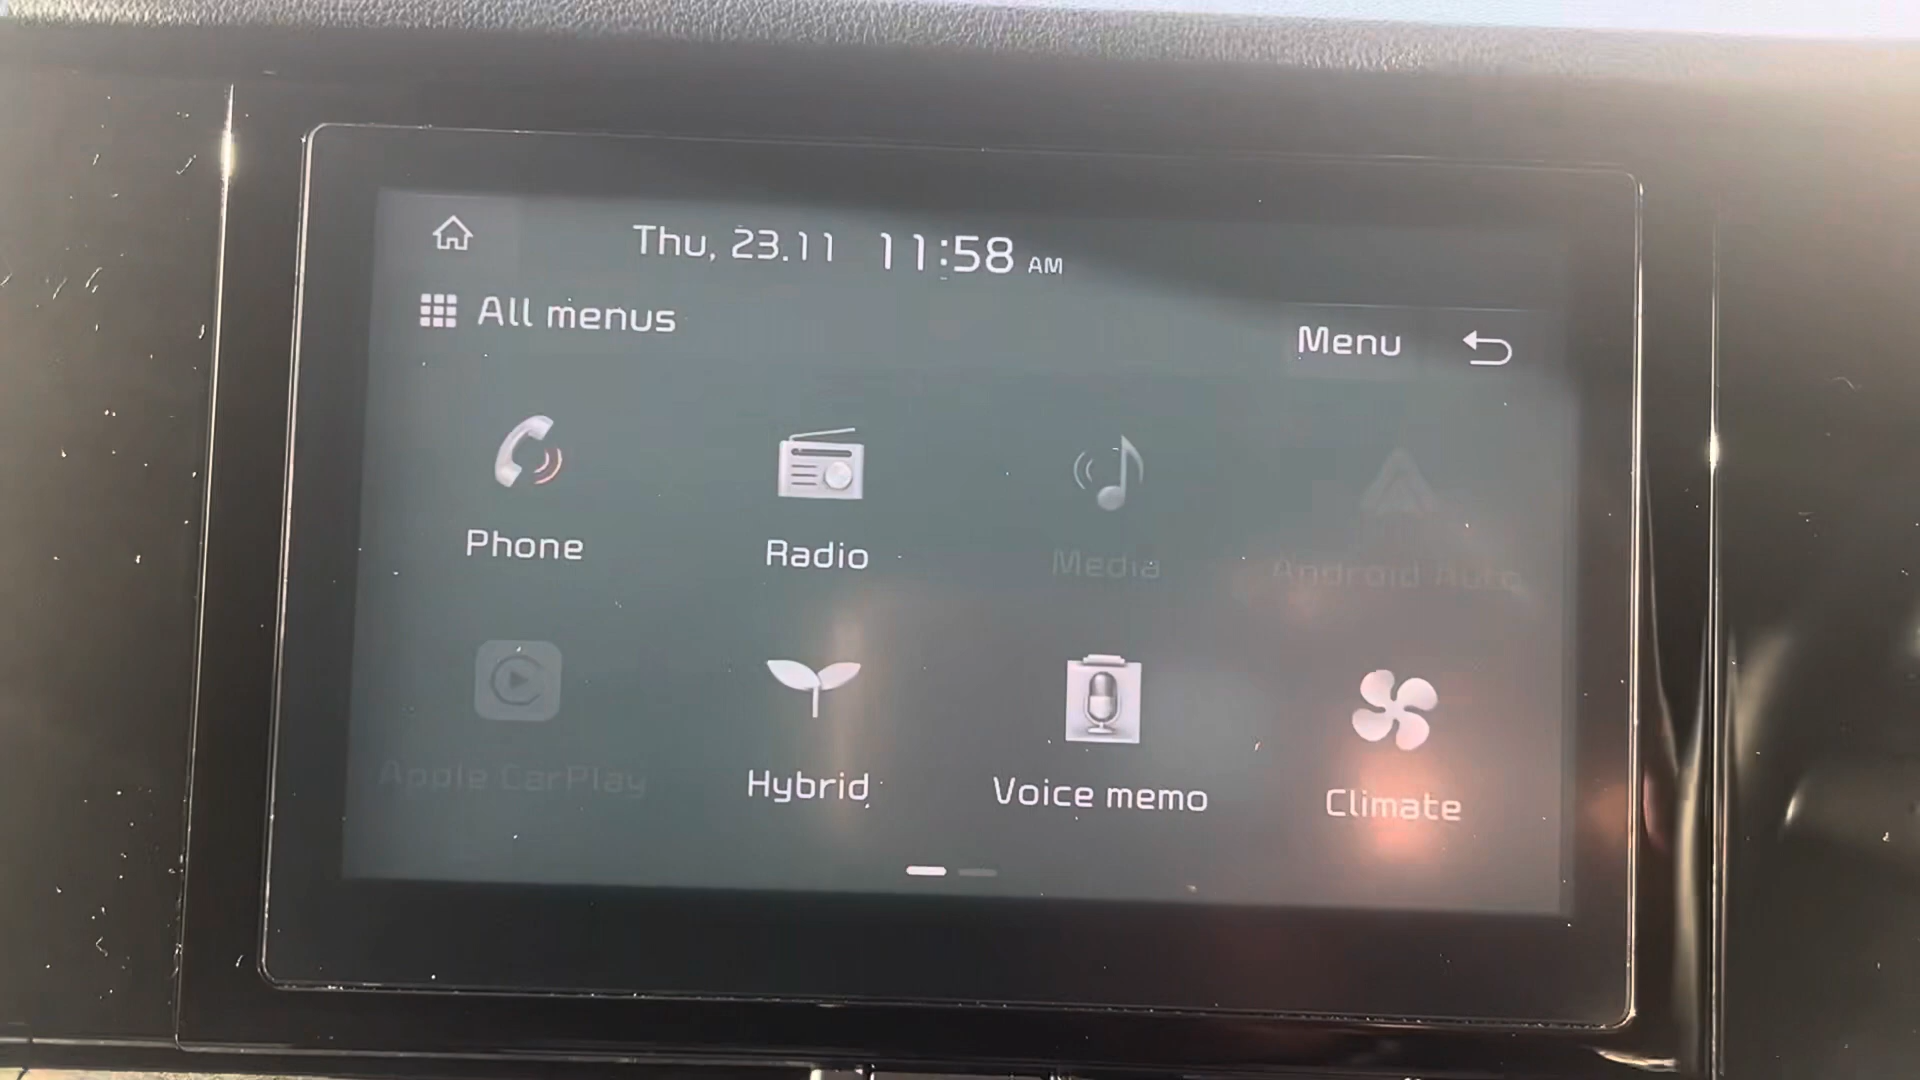 Thu, 23.11 11:58 AM
All menus
Menu
Phone Radio Media Android Auto
Apple CarPlay Hybrid Voice memo Climate